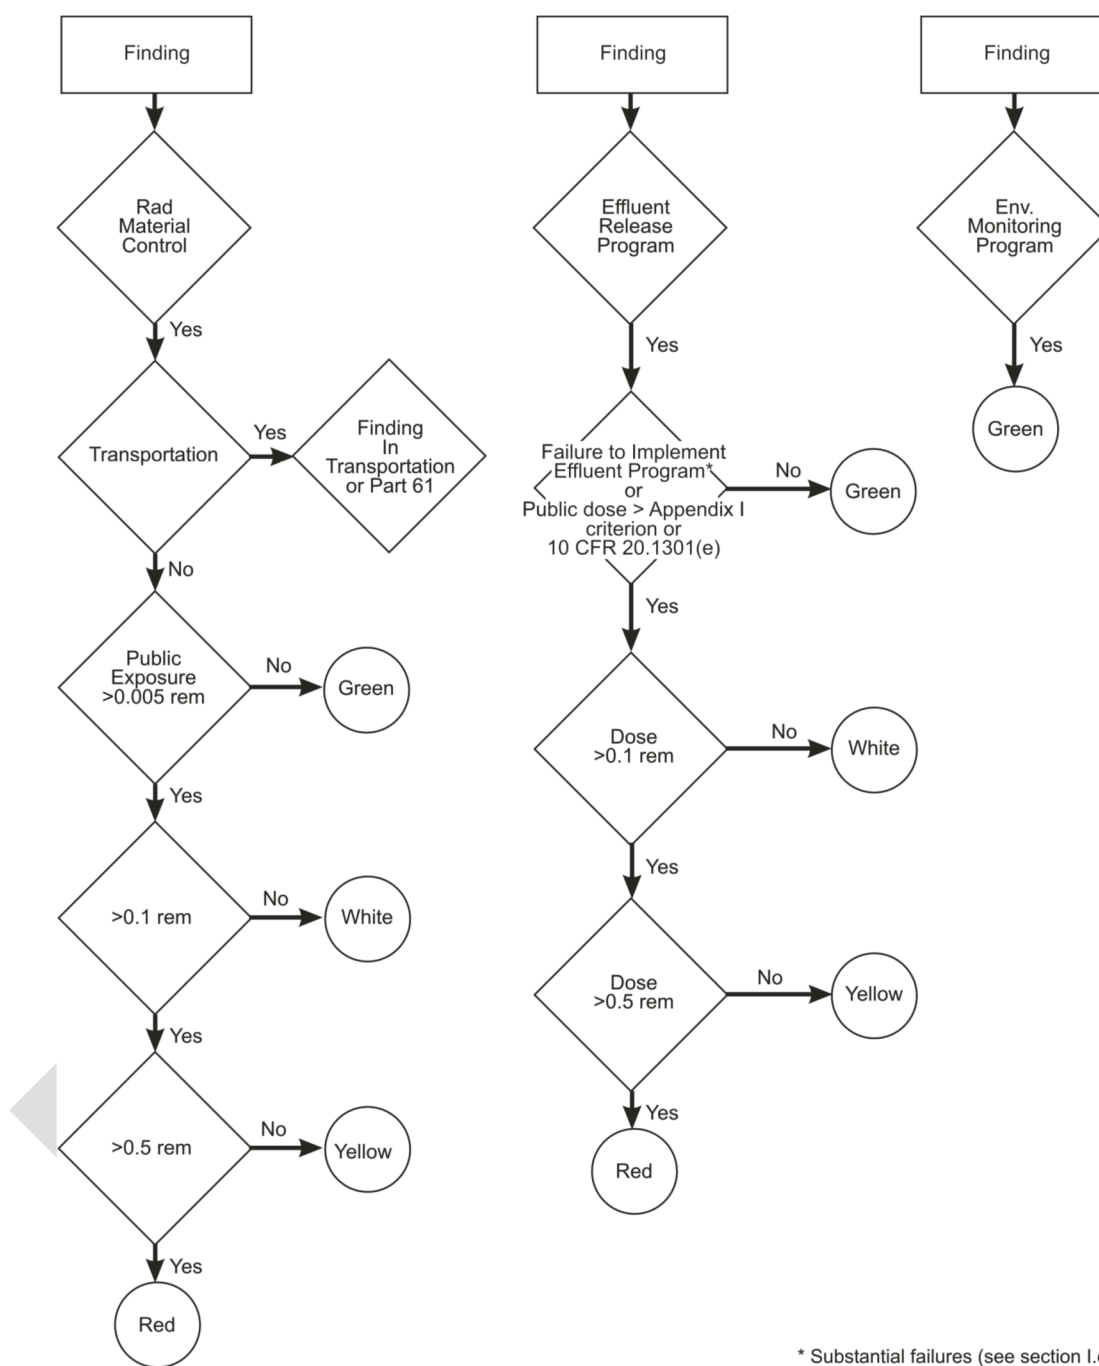 Finding
Rad
Material
Control
Yes
Transportation
Yes
Finding
In
Transportation
or Part 61
No
Public
Exposure
>0.005 rem
No
Green
Yes
>0.1 rem
No
White
Yes
>0.5 rem
No
Yellow
Yes
Red
Finding
Effluent
Release
Program
Yes
Failure to Implement
Effluent Program*
or
Public dose > Appendix I
criterion or
10 CFR 20.1301(e)
No
Green
Yes
Dose
>0.1 rem
No
White
Yes
Dose
>0.5 rem
No
Yellow
Yes
Red
Finding
Env.
Monitoring
Program
Yes
Green
* Substantial failures (see section I.